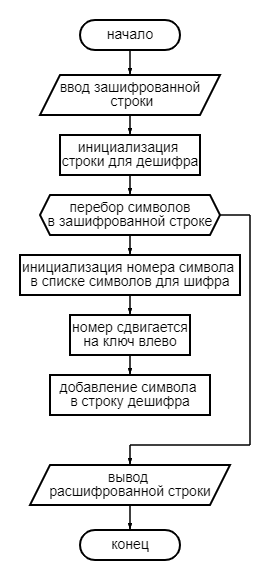 начало
ввод зашифрованной
строки
инициализация
строки для дешифра
перебор символов
в зашифрованной строке
инициализация номера символа
в списке символов для шифра
номер сдвигается
на ключ влево
добавление символа
в строку дешифра
вывод
расшифрованной строки
конец